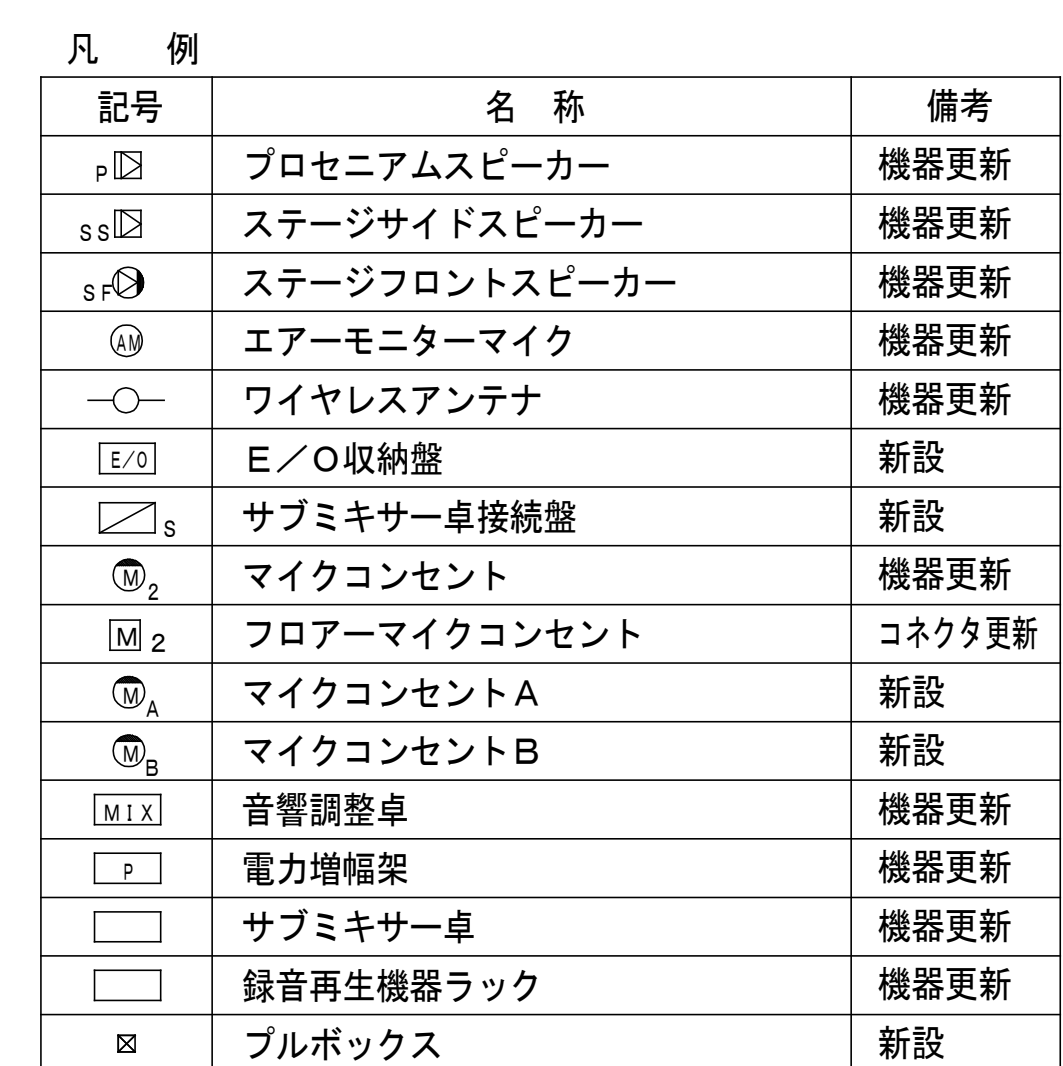 凡　例
記号 名　称 備考
P プロセニアムスピーカー 機器更新
SS ステージサイドスピーカー 機器更新
SF ステージフロントスピーカー 機器更新
AM エアーモニターマイク 機器更新
ワイヤレスアンテナ 機器更新
E/O E／O収納盤 新設
S サブミキサー卓接続盤 新設
M2 マイクコンセント 機器更新
M2 フロアーマイクコンセント コネクタ更新
MA マイクコンセントA 新設
MB マイクコンセントB 新設
MIX 音響調整卓 機器更新
P 電力増幅架 機器更新
サブミキサー卓 機器更新
録音再生機器ラック 機器更新
プルボックス 新設